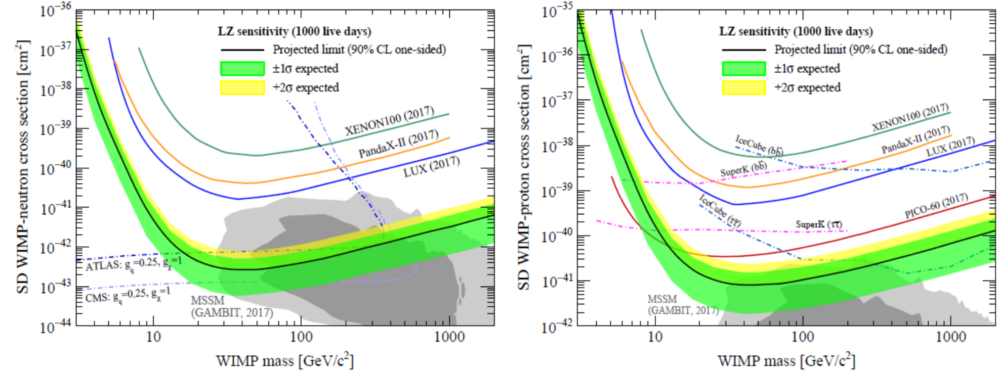 LZ sensitivity (1000 live days)
Projected limit (90% CL one-sided)
±1σ expected
+2σ expected
XENON100 (2017)
PandaX-II (2017)
LUX (2017)
ATLAS: g_q=0.25, g_χ=1
CMS: g_q=0.25, g_χ=1
MSSM
(GAMBIT, 2017)
SD WIMP-neutron cross section [cm²]
10⁻³⁶
10⁻³⁷
10⁻³⁸
10⁻³⁹
10⁻⁴⁰
10⁻⁴¹
10⁻⁴²
10⁻⁴³
10⁻⁴⁴
10 100 1000
WIMP mass [GeV/c²]
LZ sensitivity (1000 live days)
Projected limit (90% CL one-sided)
±1σ expected
+2σ expected
XENON100 (2017)
PandaX-II (2017)
LUX (2017)
IceCube (bb̅)
SuperK (bb̅)
IceCube (ττ̅)
PICO-60 (2017)
SuperK (ττ̅)
MSSM
(GAMBIT, 2017)
SD WIMP-proton cross section [cm²]
10⁻³⁵
10⁻³⁶
10⁻³⁷
10⁻³⁸
10⁻³⁹
10⁻⁴⁰
10⁻⁴¹
10⁻⁴²
10 100 1000
WIMP mass [GeV/c²]